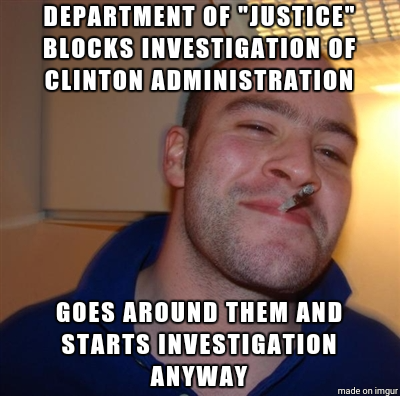 DEPARTMENT OF "JUSTICE"
BLOCKS INVESTIGATION OF
CLINTON ADMINISTRATION
GOES AROUND THEM AND
STARTS INVESTIGATION
ANYWAY
made on imgur